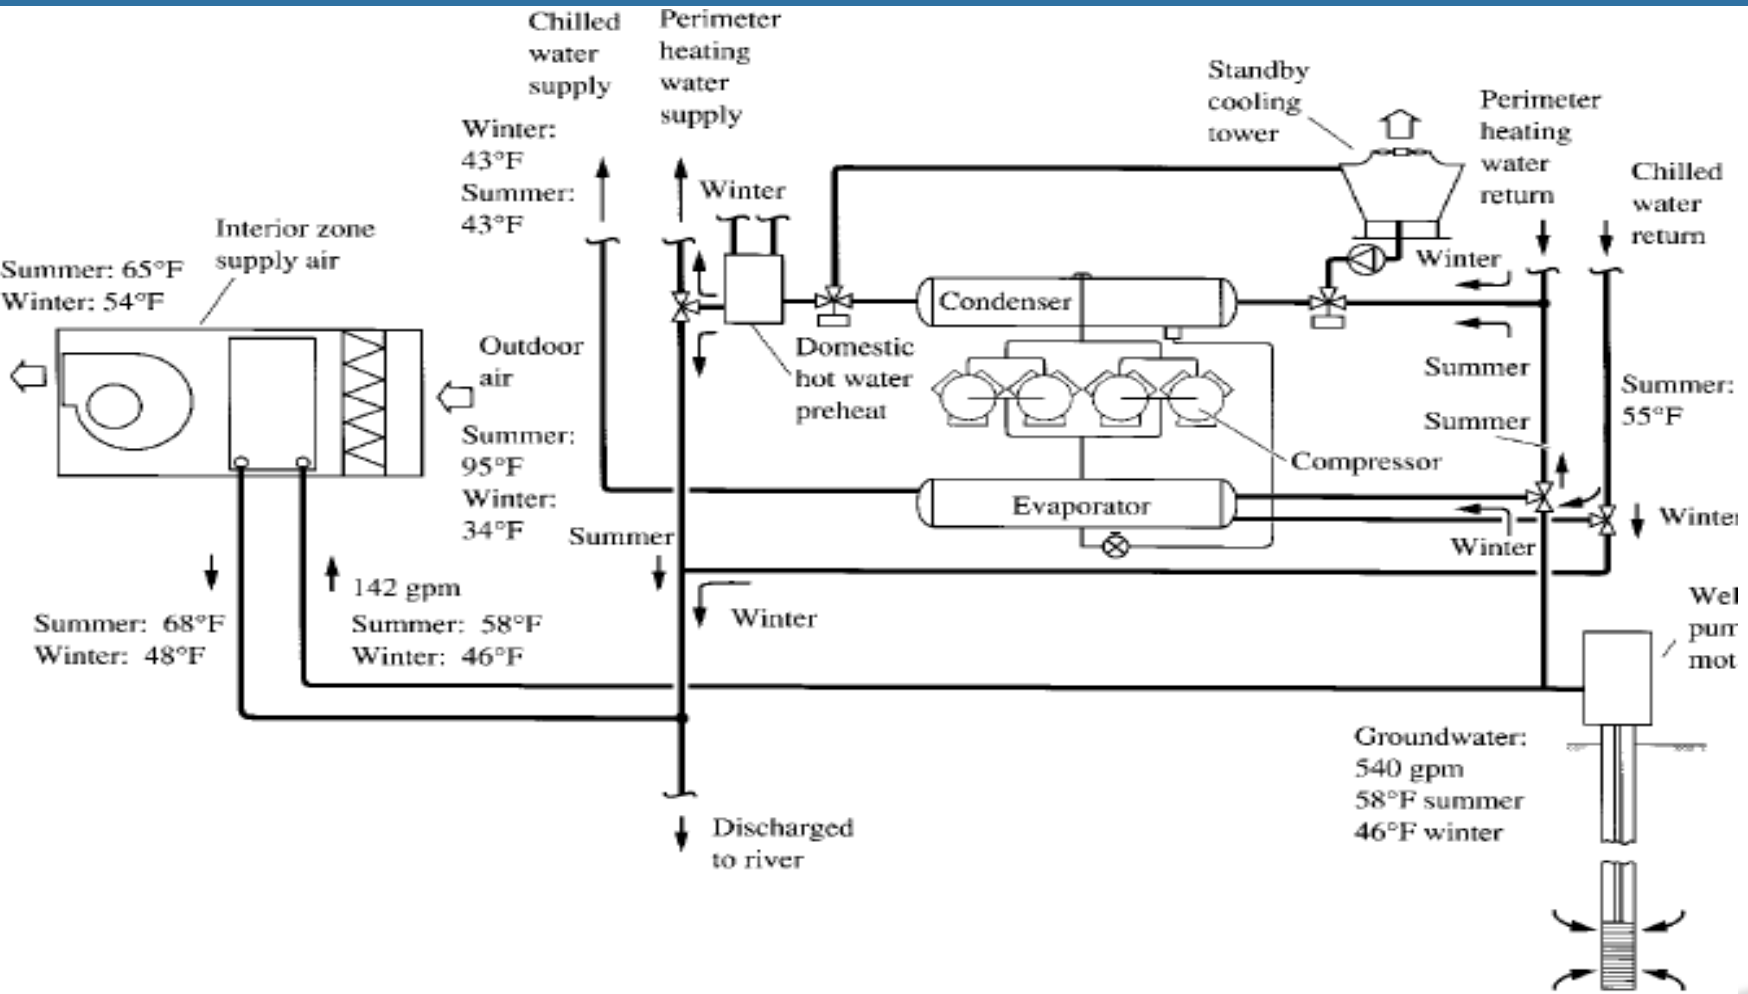 Chilled
water
supply
Perimeter
heating
water
supply
Winter:
43°F
Summer:
43°F
Winter
Standby
cooling
tower
Perimeter
heating
water
return
Chilled
water
return
Interior zone
supply air
Summer: 65°F
Winter: 54°F
Winter
Condenser
Outdoor
air
Domestic
hot water
preheat
Summer
Summer:
55°F
Summer
Summer:
95°F
Winter:
34°F
Compressor
Evaporator
Summer
Winter
142 gpm
Winter
Summer: 68°F
Winter: 48°F
Summer: 58°F
Winter: 46°F
Groundwater:
540 gpm
58°F summer
46°F winter
Discharged
to river